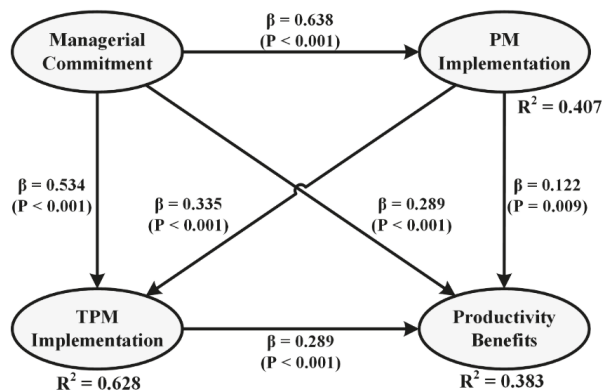 Managerial
Commitment
β = 0.638
(P < 0.001)
PM
Implementation
R² = 0.407
β = 0.534
(P < 0.001)
β = 0.335
(P < 0.001)
β = 0.289
(P < 0.001)
β = 0.122
(P = 0.009)
TPM
Implementation
R² = 0.628
β = 0.289
(P < 0.001)
Productivity
Benefits
R² = 0.383